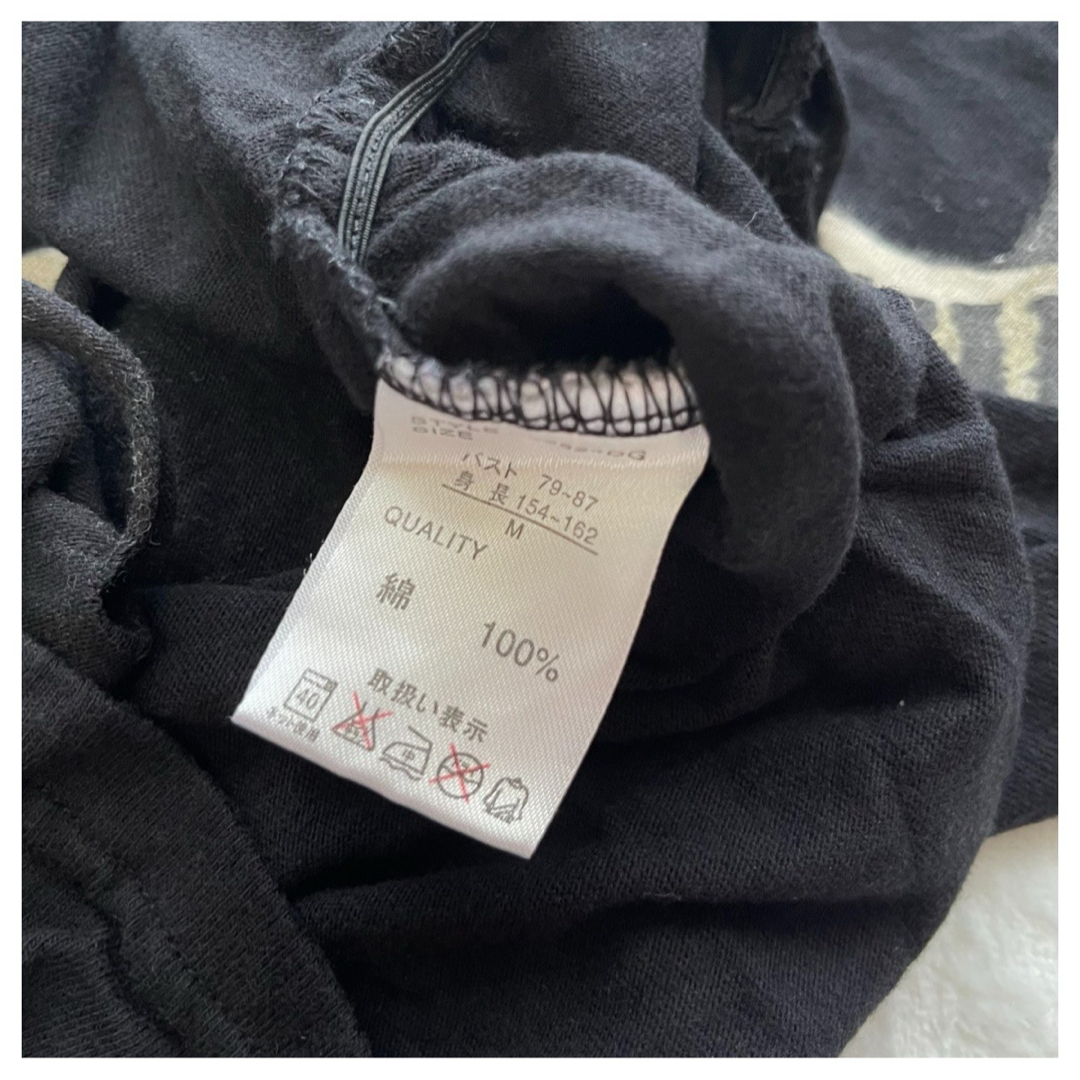 STYLE
SIZE
バスト 79~87
身長 154~162
M
QUALITY
綿
100%
取扱い表示
40
ネット使用
中